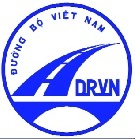 ĐƯỜNG BỘ VIỆT NAM
DRVN